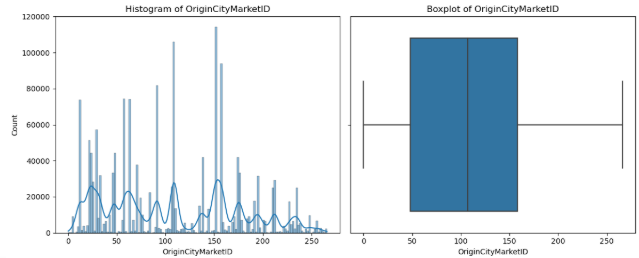 Histogram of OriginCityMarketID
120000
100000
80000
60000
40000
20000
0
Count
0 50 100 150 200 250
OriginCityMarketID
Boxplot of OriginCityMarketID
0 50 100 150 200 250
OriginCityMarketID